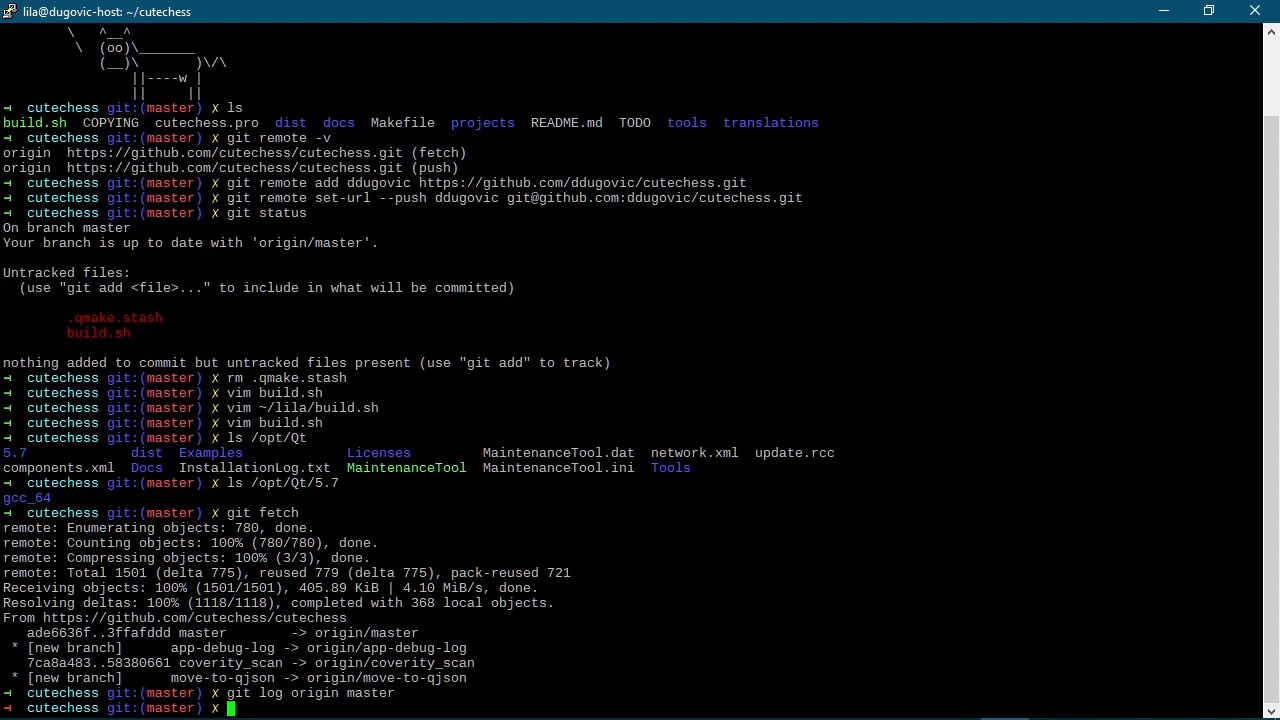 lila@dugovic-host: ~/cutechess
\   ^__^
\  (oo)\_______
(__)\       )\/\
||----w |
||     ||
→  cutechess git:(master) ✗ ls
build.sh  COPYING  cutechess.pro  dist  docs  Makefile  projects  README.md  TODO  tools  translations
→  cutechess git:(master) ✗ git remote -v
origin  https://github.com/cutechess/cutechess.git (fetch)
origin  https://github.com/cutechess/cutechess.git (push)
→  cutechess git:(master) ✗ git remote add ddugovic https://github.com/ddugovic/cutechess.git
→  cutechess git:(master) ✗ git remote set-url --push ddugovic git@github.com:ddugovic/cutechess.git
→  cutechess git:(master) ✗ git status
On branch master
Your branch is up to date with 'origin/master'.
Untracked files:
(use "git add <file>..." to include in what will be committed)
.qmake.stash
build.sh
nothing added to commit but untracked files present (use "git add" to track)
→  cutechess git:(master) ✗ rm .qmake.stash
→  cutechess git:(master) ✗ vim build.sh
→  cutechess git:(master) ✗ vim ~/lila/build.sh
→  cutechess git:(master) ✗ vim build.sh
→  cutechess git:(master) ✗ ls /opt/Qt
5.7             dist  Examples             Licenses         MaintenanceTool.dat  network.xml  update.rcc
components.xml  Docs  InstallationLog.txt  MaintenanceTool  MaintenanceTool.ini  Tools
→  cutechess git:(master) ✗ ls /opt/Qt/5.7
gcc_64
→  cutechess git:(master) ✗ git fetch
remote: Enumerating objects: 780, done.
remote: Counting objects: 100% (780/780), done.
remote: Compressing objects: 100% (3/3), done.
remote: Total 1501 (delta 775), reused 779 (delta 775), pack-reused 721
Receiving objects: 100% (1501/1501), 405.89 KiB | 4.10 MiB/s, done.
Resolving deltas: 100% (1118/1118), completed with 368 local objects.
From https://github.com/cutechess/cutechess
ade6636f..3ffafddd master        -> origin/master
* [new branch]      app-debug-log -> origin/app-debug-log
7ca8a483..58380661 coverity_scan -> origin/coverity_scan
* [new branch]      move-to-qjson -> origin/move-to-qjson
→  cutechess git:(master) ✗ git log origin master
→  cutechess git:(master) ✗